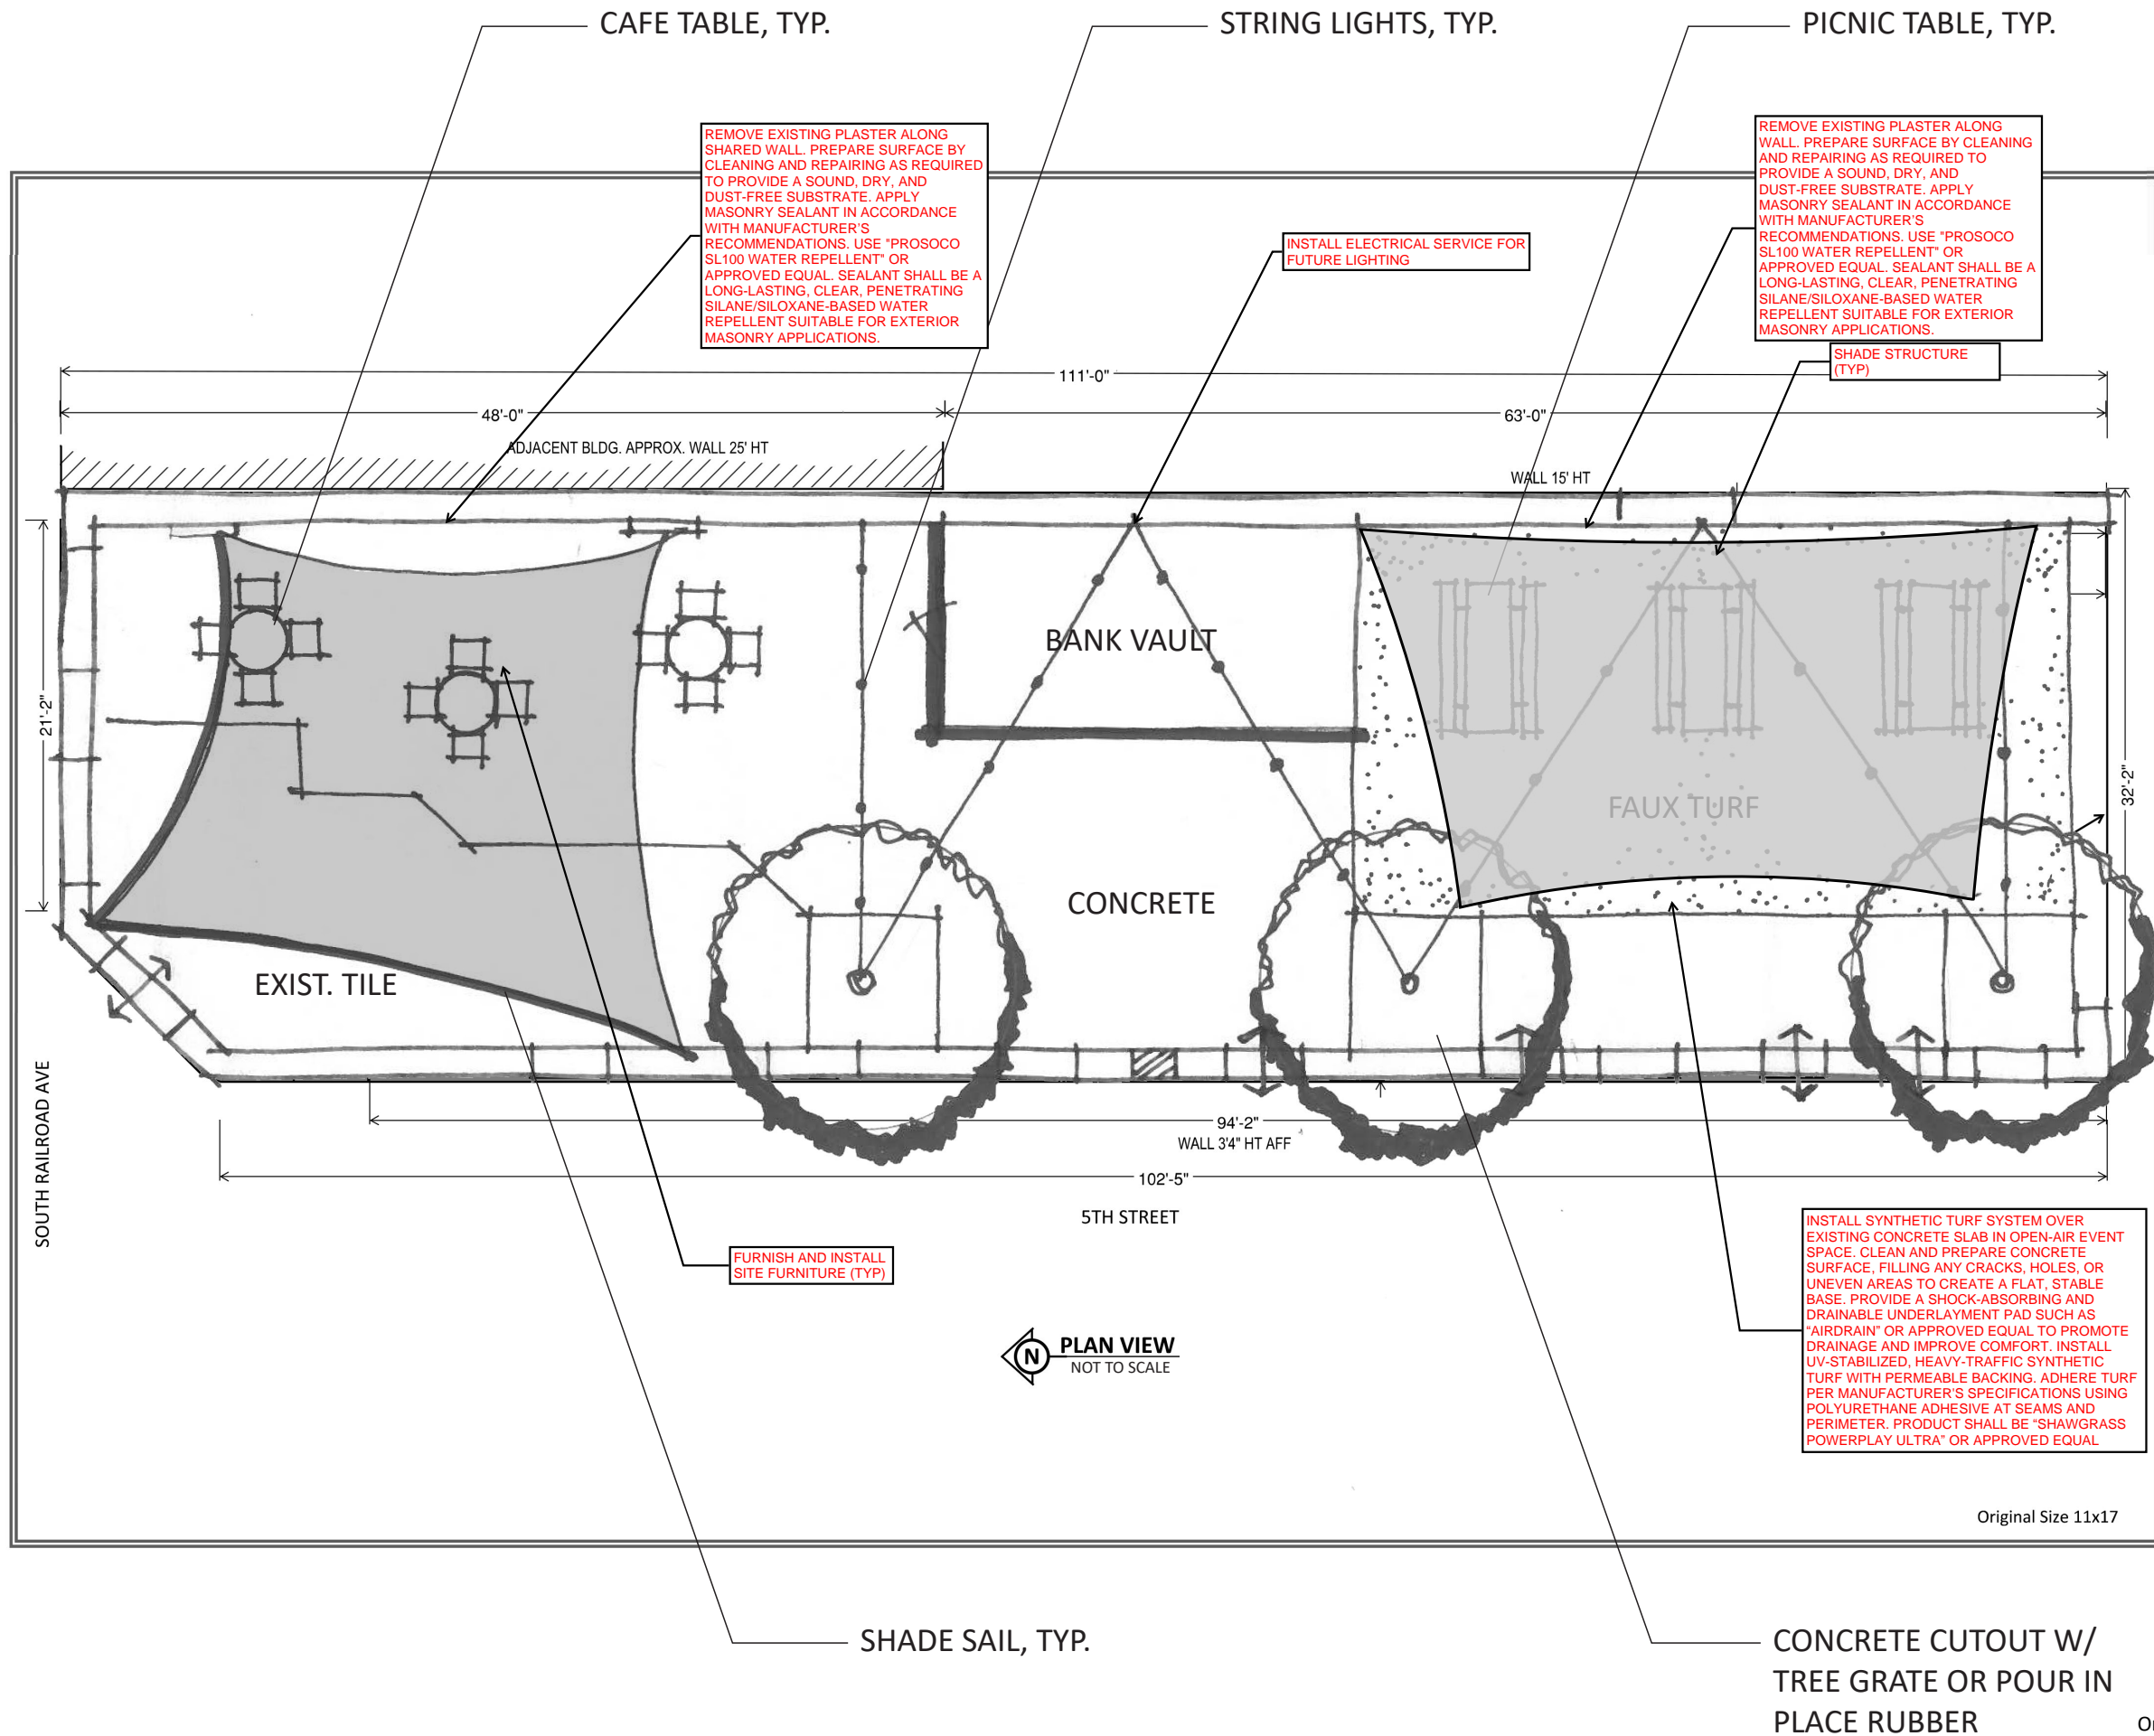 CAFE TABLE, TYP.
STRING LIGHTS, TYP.
PICNIC TABLE, TYP.
REMOVE EXISTING PLASTER ALONG
SHARED WALL. PREPARE SURFACE BY
CLEANING AND REPAIRING AS REQUIRED
TO PROVIDE A SOUND, DRY, AND
DUST-FREE SUBSTRATE. APPLY
MASONRY SEALANT IN ACCORDANCE
WITH MANUFACTURER'S
RECOMMENDATIONS. USE "PROSOCO
SL100 WATER REPELLENT" OR
APPROVED EQUAL. SEALANT SHALL BE A
LONG-LASTING, CLEAR, PENETRATING
SILANE/SILOXANE-BASED WATER
REPELLENT SUITABLE FOR EXTERIOR
MASONRY APPLICATIONS.
INSTALL ELECTRICAL SERVICE FOR
FUTURE LIGHTING
REMOVE EXISTING PLASTER ALONG
WALL. PREPARE SURFACE BY CLEANING
AND REPAIRING AS REQUIRED TO
PROVIDE A SOUND, DRY, AND
DUST-FREE SUBSTRATE. APPLY
MASONRY SEALANT IN ACCORDANCE
WITH MANUFACTURER'S
RECOMMENDATIONS. USE "PROSOCO
SL100 WATER REPELLENT" OR
APPROVED EQUAL. SEALANT SHALL BE A
LONG-LASTING, CLEAR, PENETRATING
SILANE/SILOXANE-BASED WATER
REPELLENT SUITABLE FOR EXTERIOR
MASONRY APPLICATIONS.
SHADE STRUCTURE
(TYP)
111'-0"
48'-0"
63'-0"
ADJACENT BLDG. APPROX. WALL 25' HT
WALL 15' HT
BANK VAULT
21'-2"
32'-2"
FAUX TURF
CONCRETE
EXIST. TILE
SOUTH RAILROAD AVE
94'-2"
WALL 3'4" HT AFF
102'-5"
5TH STREET
FURNISH AND INSTALL
SITE FURNITURE (TYP)
INSTALL SYNTHETIC TURF SYSTEM OVER
EXISTING CONCRETE SLAB IN OPEN-AIR EVENT
SPACE. CLEAN AND PREPARE CONCRETE
SURFACE, FILLING ANY CRACKS, HOLES, OR
UNEVEN AREAS TO CREATE A FLAT, STABLE
BASE. PROVIDE A SHOCK-ABSORBING AND
DRAINABLE UNDERLAYMENT PAD SUCH AS
“AIRDRAIN” OR APPROVED EQUAL TO PROMOTE
DRAINAGE AND IMPROVE COMFORT. INSTALL
UV-STABILIZED, HEAVY-TRAFFIC SYNTHETIC
TURF WITH PERMEABLE BACKING. ADHERE TURF
PER MANUFACTURER'S SPECIFICATIONS USING
POLYURETHANE ADHESIVE AT SEAMS AND
PERIMETER. PRODUCT SHALL BE “SHAWGRASS
POWERPLAY ULTRA” OR APPROVED EQUAL
N
PLAN VIEW
NOT TO SCALE
Original Size 11x17
SHADE SAIL, TYP.
CONCRETE CUTOUT W/
TREE GRATE OR POUR IN
PLACE RUBBER